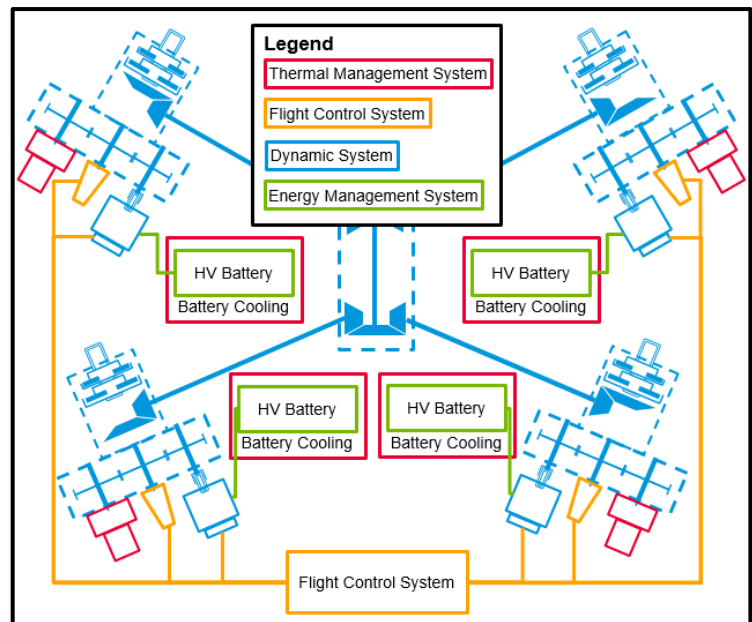 Legend
Thermal Management System
Flight Control System
Dynamic System
Energy Management System
HV Battery
Battery Cooling
HV Battery
Battery Cooling
HV Battery
Battery Cooling
HV Battery
Battery Cooling
Flight Control System